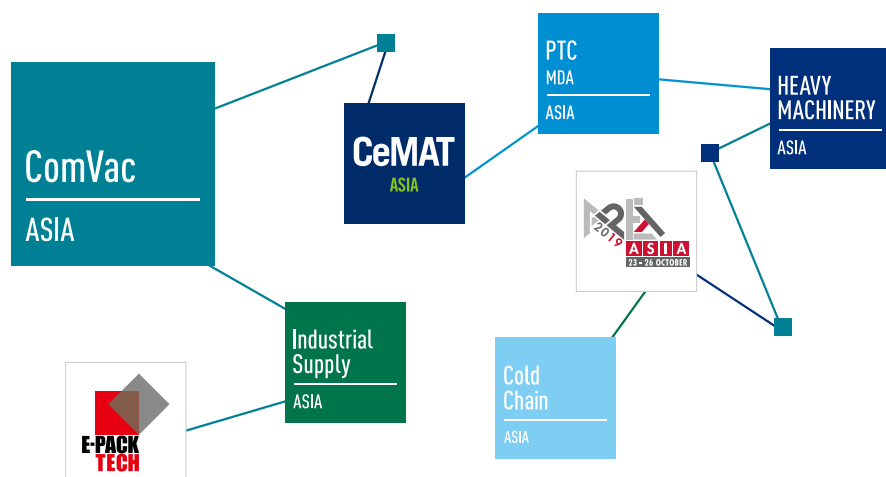 ComVac
ASIA
CeMAT
ASIA
PTC
MDA
ASIA
HEAVY
MACHINERY
ASIA
APEX
2019
ASIA
23 - 26 OCTOBER
Industrial
Supply
ASIA
Cold
Chain
ASIA
E-PACK
TECH